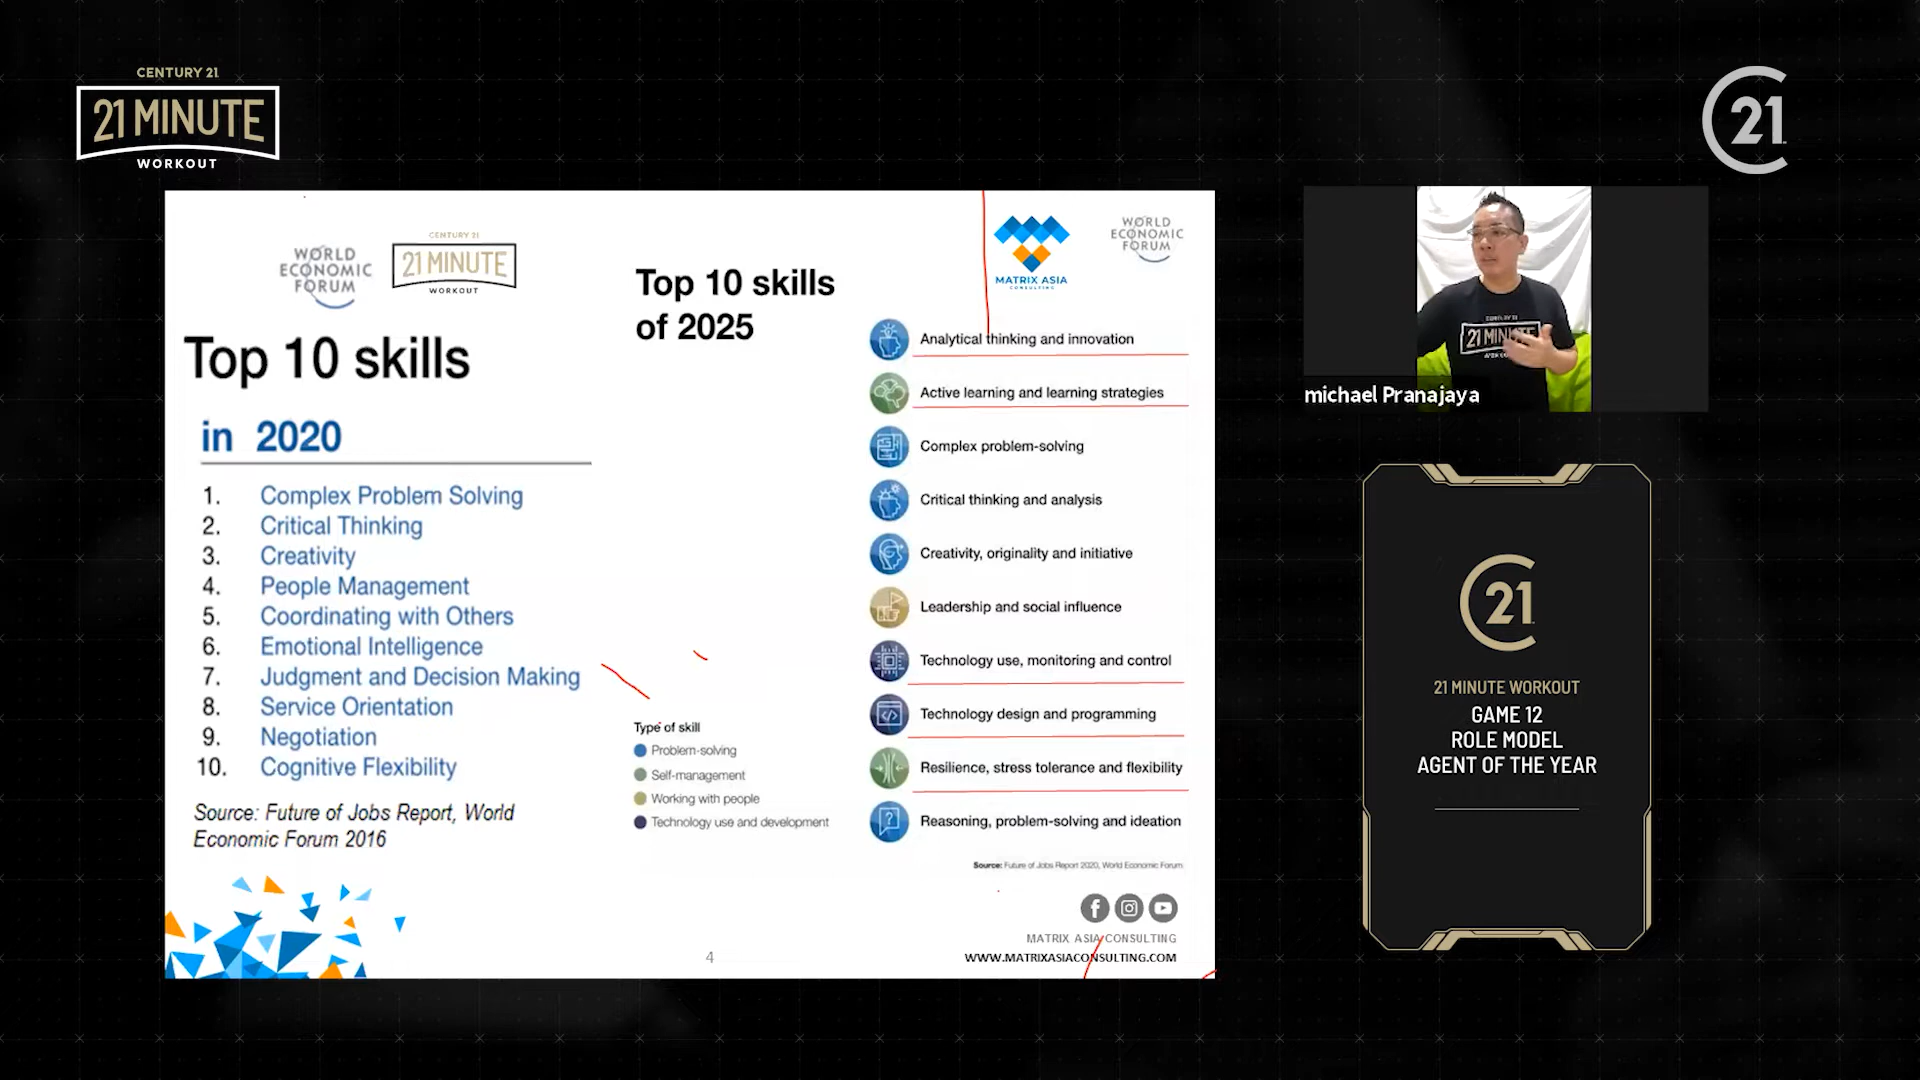 CENTURY 21
21 MINUTE
WORKOUT
C21
WORLD
ECONOMIC
FORUM
CENTURY 21
21 MINUTE
WORKOUT
Top 10 skills
in 2020
1. Complex Problem Solving
2. Critical Thinking
3. Creativity
4. People Management
5. Coordinating with Others
6. Emotional Intelligence
7. Judgment and Decision Making
8. Service Orientation
9. Negotiation
10. Cognitive Flexibility
Source: Future of Jobs Report, World
Economic Forum 2016
Top 10 skills
of 2025
MATRIX ASIA
CONSULTING
WORLD
ECONOMIC
FORUM
Analytical thinking and innovation
Active learning and learning strategies
Complex problem-solving
Critical thinking and analysis
Creativity, originality and initiative
Leadership and social influence
Technology use, monitoring and control
Technology design and programming
Resilience, stress tolerance and flexibility
Reasoning, problem-solving and ideation
Type of skill
Problem-solving
Self-management
Working with people
Technology use and development
Source: Future of Jobs Report 2020, World Economic Forum
MATRIX ASIA CONSULTING
WWW.MATRIXASIACONSULTING.COM
4
CENTURY 21
21 MINUTE
michael Pranajaya
C21
21 MINUTE WORKOUT
GAME 12
ROLE MODEL
AGENT OF THE YEAR